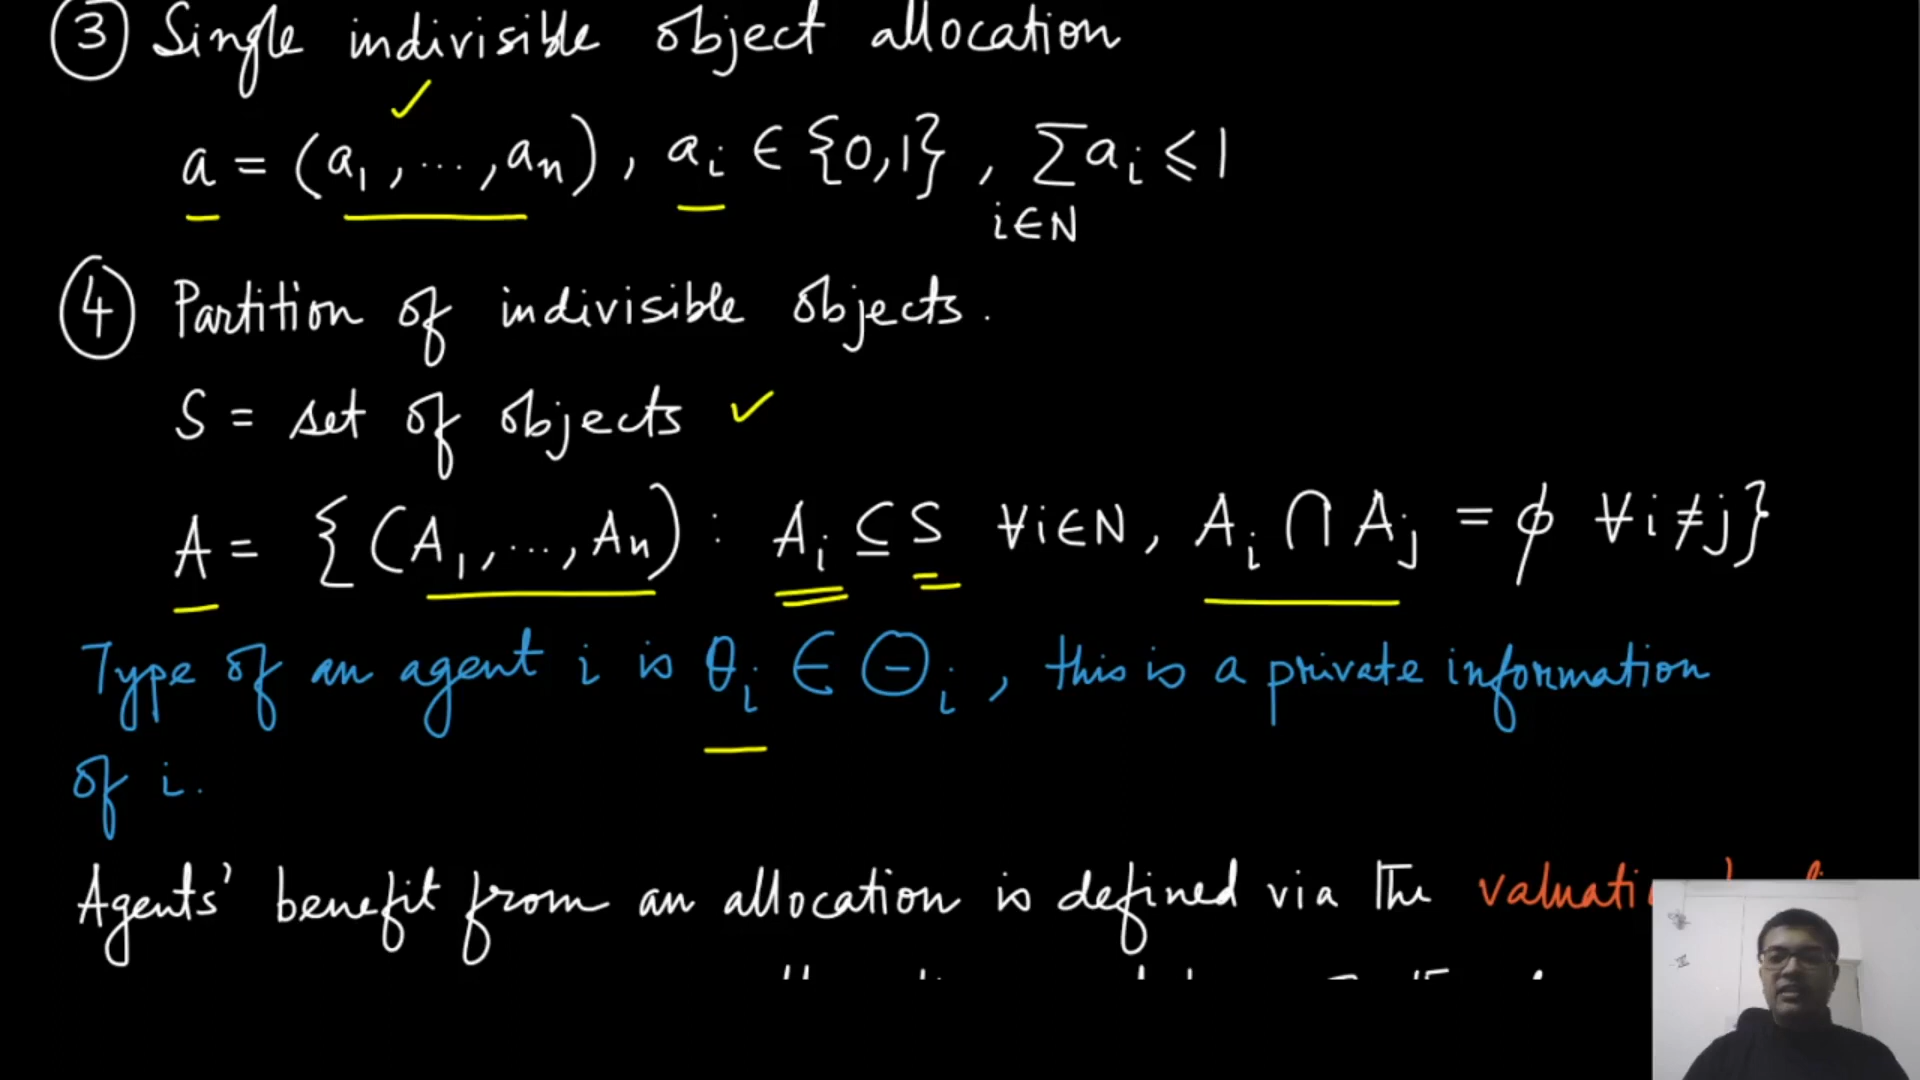 ③ Single indivisible object allocation
a = (a₁, ..., aₙ), aᵢ ∈ {0,1}, ∑ aᵢ ⩽ 1
i∈N
④ Partition of indivisible objects.
S = set of objects
A = {(A₁, ..., Aₙ) : Aᵢ ⊆ S ∀i∈N, Aᵢ ∩ Aⱼ = ϕ ∀i≠j}
Type of an agent i is θᵢ ∈ Θᵢ, this is a private information
of i.
Agents' benefit from an allocation is defined via the